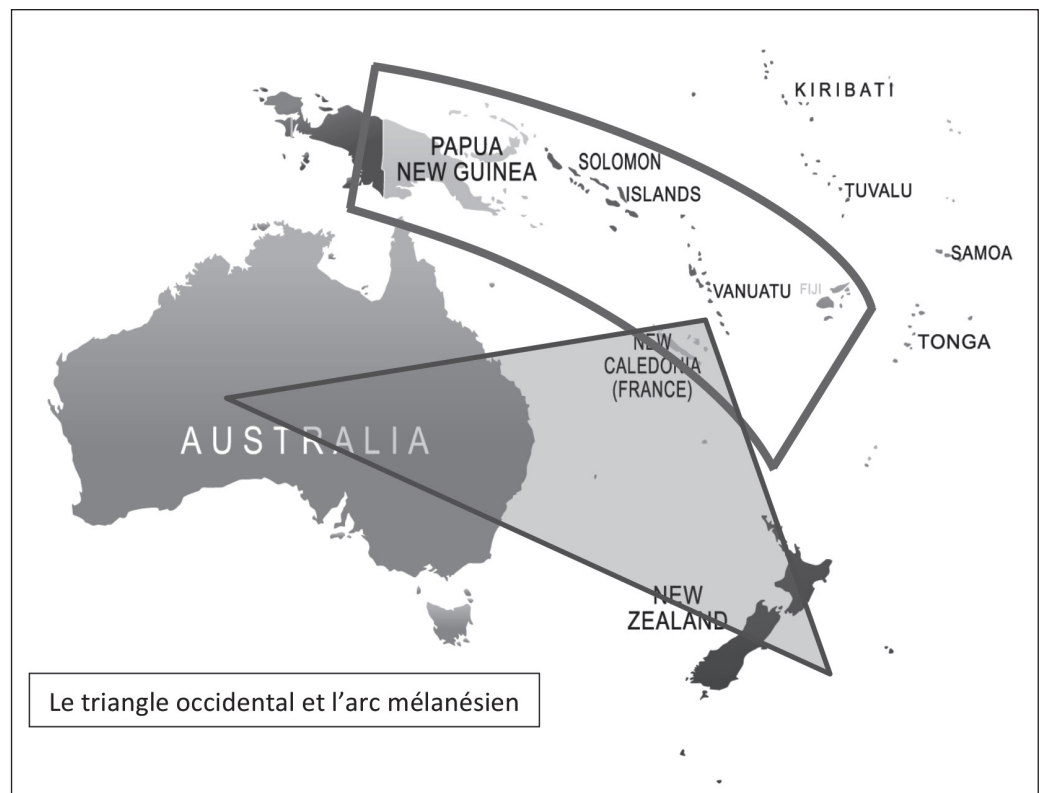 KIRIBATI
PAPUA
NEW GUINEA
SOLOMON
ISLANDS
TUVALU
SAMOA
VANUATU
FIJI
TONGA
NEW
CALEDONIA
(FRANCE)
AUSTRALIA
NEW
ZEALAND
Le triangle occidental et l’arc mélanésien